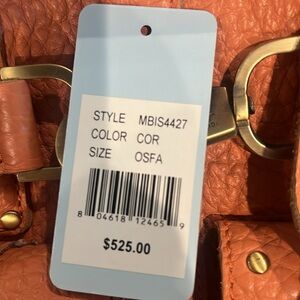 STYLE MBIS4427
COLOR COR
SIZE OSFA
8 04618 12465 9
$525.00